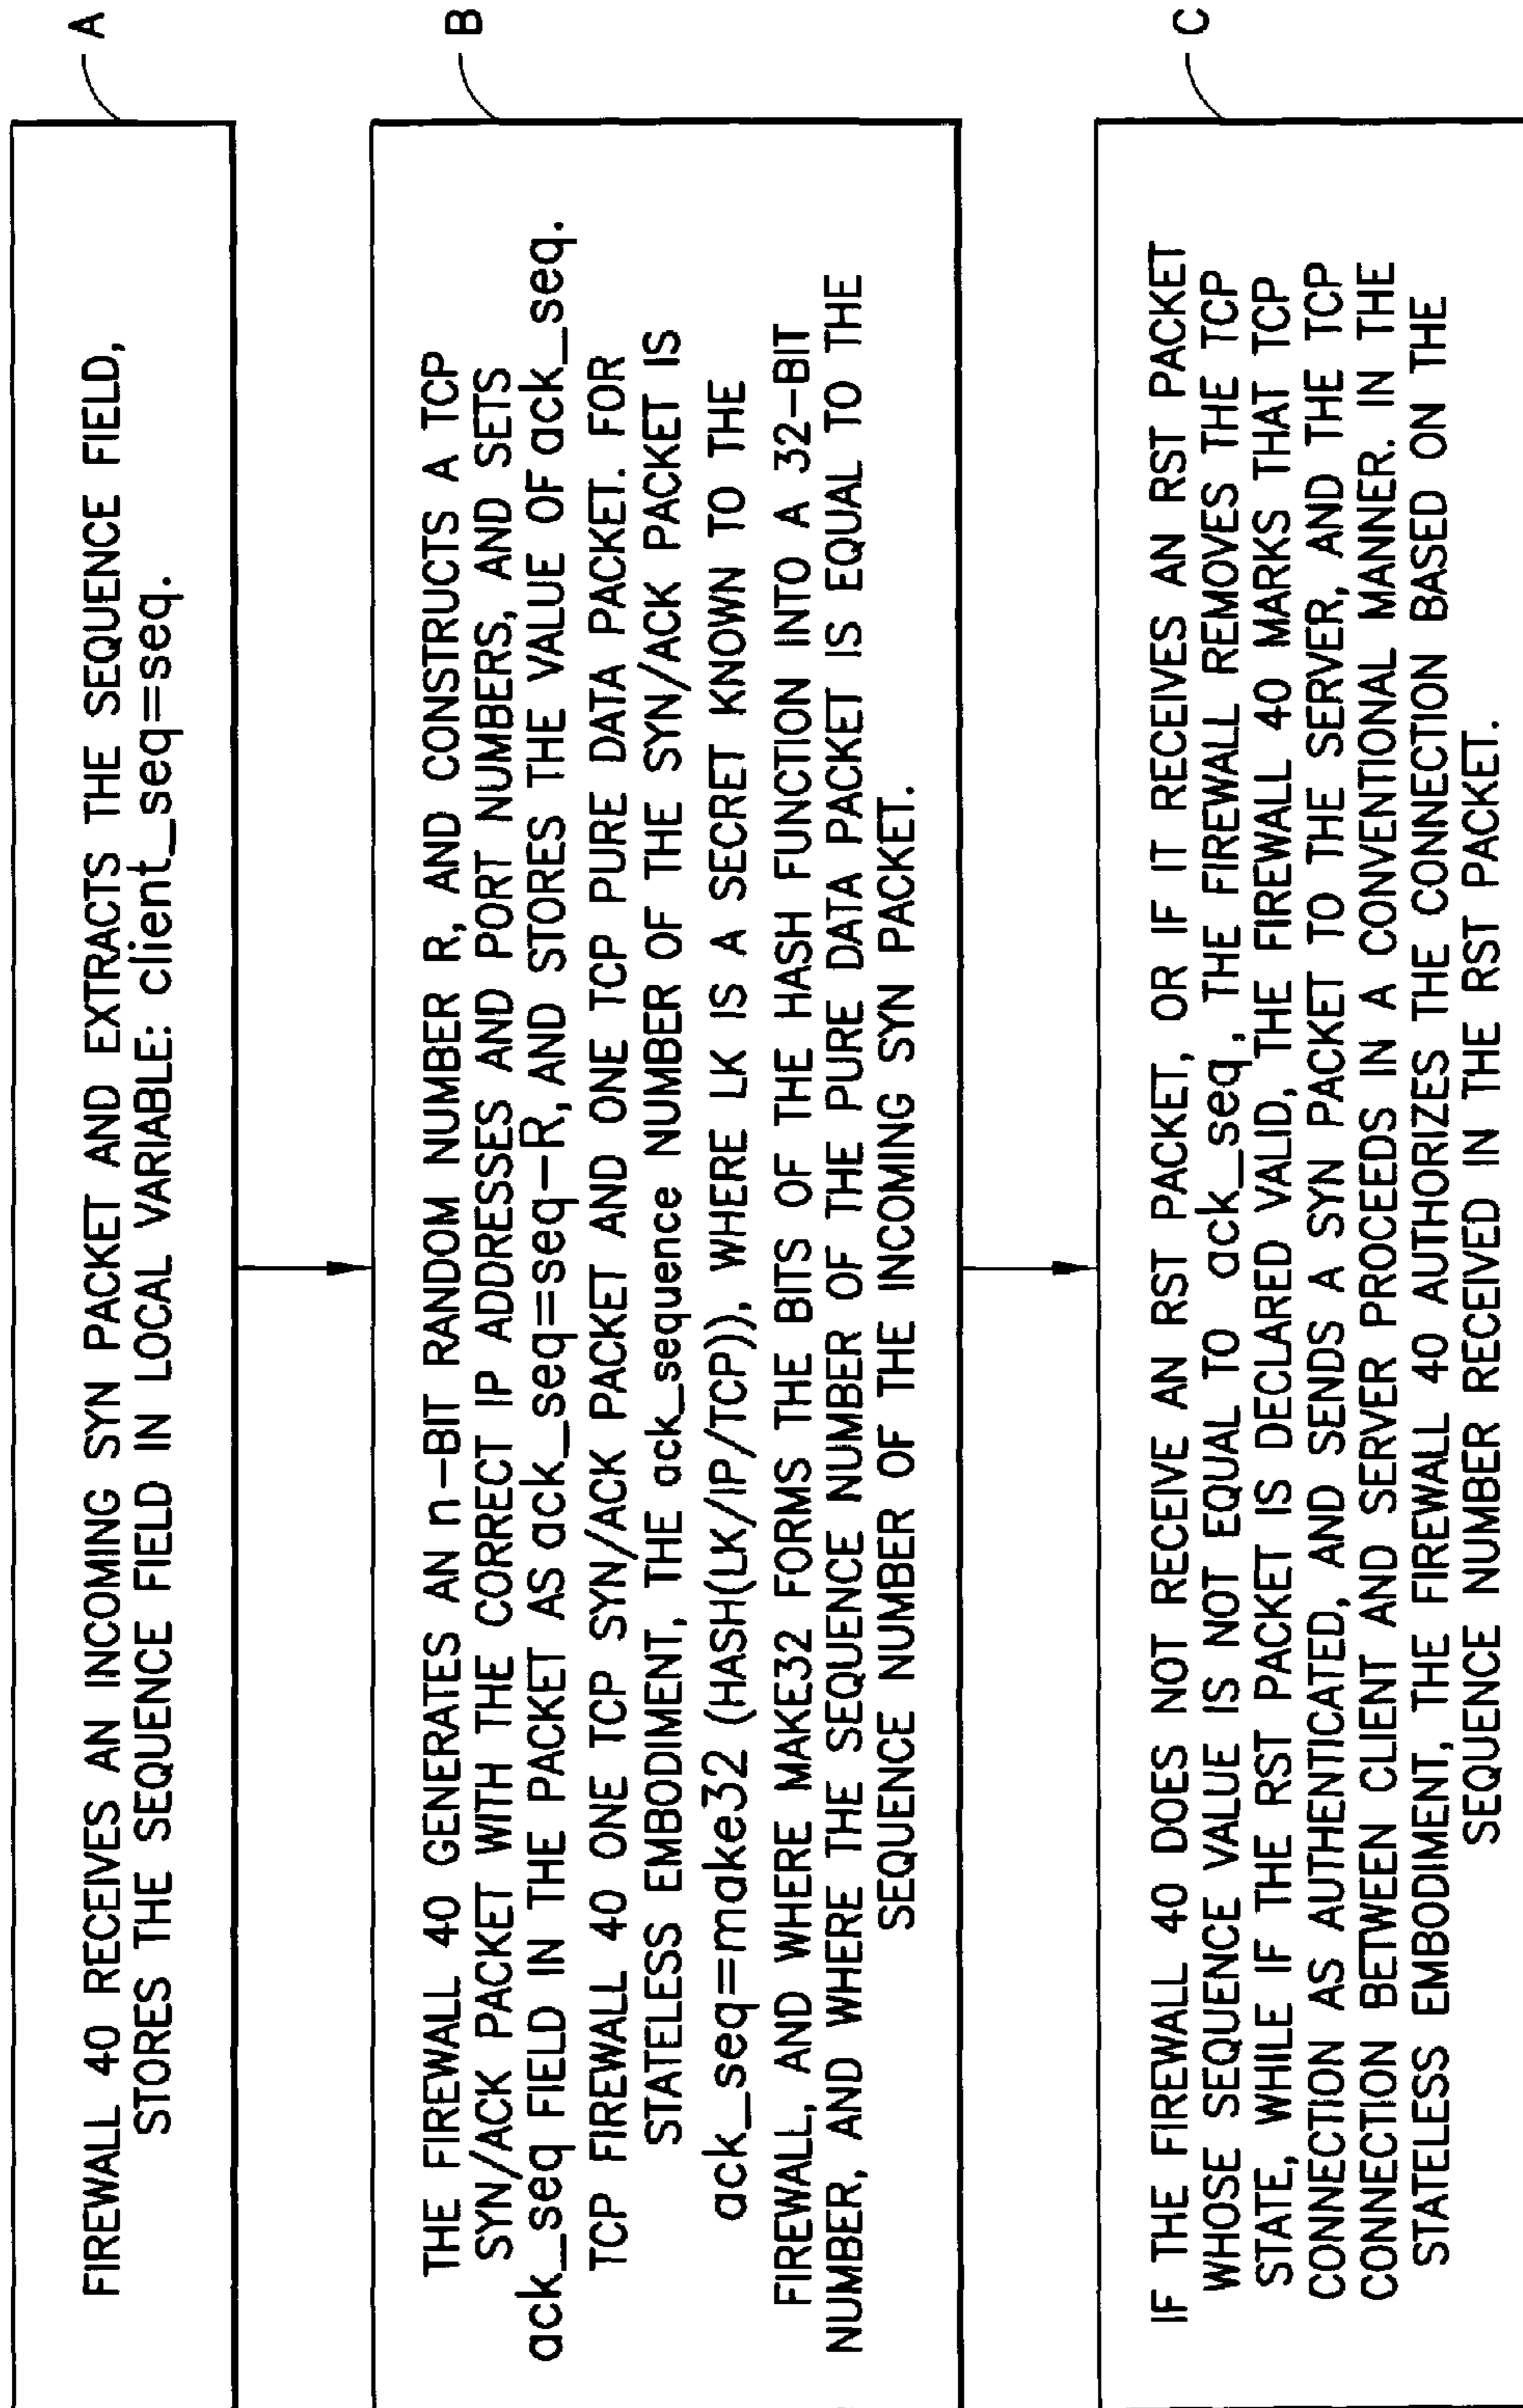 FIREWALL 40 RECEIVES AN INCOMING SYN PACKET AND EXTRACTS THE SEQUENCE FIELD,
STORES THE SEQUENCE FIELD IN LOCAL VARIABLE: client_seq=seq.
A
THE FIREWALL 40 GENERATES AN n-BIT RANDOM NUMBER R, AND CONSTRUCTS A TCP
SYN/ACK PACKET WITH THE CORRECT IP ADDRESSES AND PORT NUMBERS, AND SETS
ack_seq FIELD IN THE PACKET AS ack_seq=seq-R, AND STORES THE VALUE OF ack_seq.
TCP FIREWALL 40 ONE TCP SYN/ACK PACKET AND ONE TCP PURE DATA PACKET. FOR
STATELESS EMBODIMENT, THE ack_sequence NUMBER OF THE SYN/ACK PACKET IS
ack_seq=make32 (HASH(LK/IP/TCP)), WHERE LK IS A SECRET KNOWN TO THE
FIREWALL, AND WHERE MAKE32 FORMS THE BITS OF THE HASH FUNCTION INTO A 32-BIT
NUMBER, AND WHERE THE SEQUENCE NUMBER OF THE PURE DATA PACKET IS EQUAL TO THE
SEQUENCE NUMBER OF THE INCOMING SYN PACKET.
B
IF THE FIREWALL 40 DOES NOT RECEIVE AN RST PACKET, OR IF IT RECEIVES AN RST PACKET
WHOSE SEQUENCE VALUE IS NOT EQUAL TO ack_seq, THE FIREWALL REMOVES THE TCP
STATE, WHILE IF THE RST PACKET IS DECLARED VALID, THE FIREWALL 40 MARKS THAT TCP
CONNECTION AS AUTHENTICATED, AND SENDS A SYN PACKET TO THE SERVER, AND THE TCP
CONNECTION BETWEEN CLIENT AND SERVER PROCEEDS IN A CONVENTIONAL MANNER. IN THE
STATELESS EMBODIMENT, THE FIREWALL 40 AUTHORIZES THE CONNECTION BASED ON THE
SEQUENCE NUMBER RECEIVED IN THE RST PACKET.
C